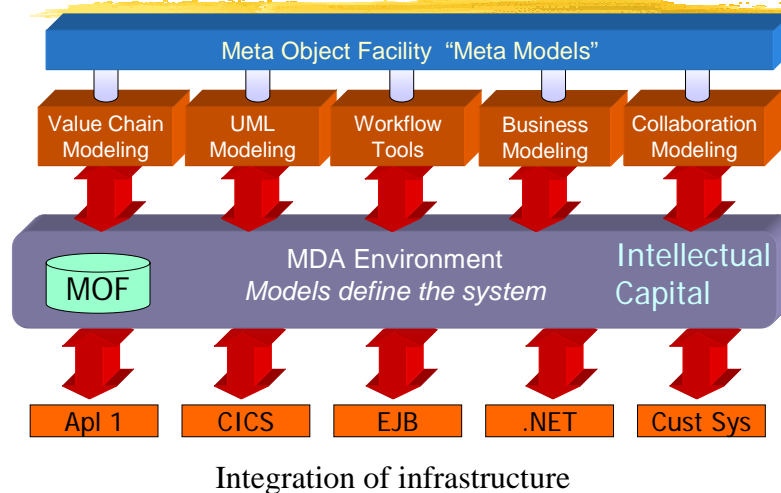 Meta Object Facility “Meta Models”
Value Chain
Modeling
UML
Modeling
Workflow
Tools
Business
Modeling
Collaboration
Modeling
MDA Environment
Models define the system
Intellectual
Capital
MOF
Apl 1
CICS
EJB
.NET
Cust Sys
Integration of infrastructure